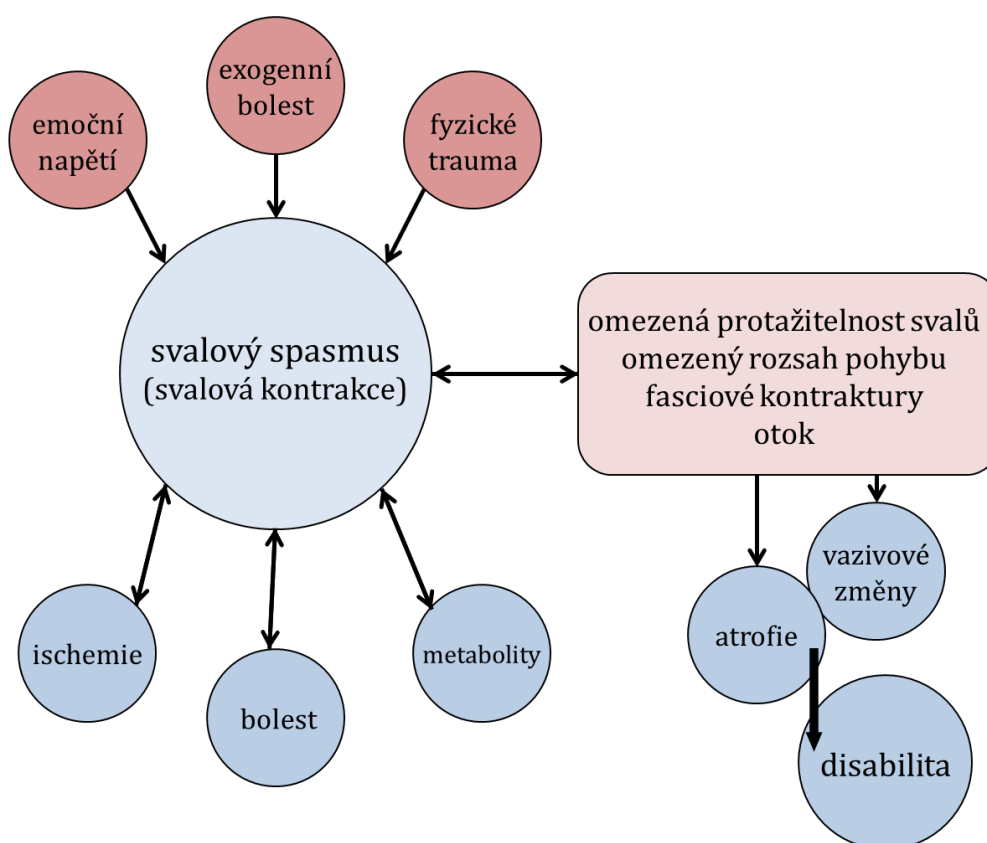 exogenní
bolest
emoční
napětí
fyzické
trauma
svalový spasmus
(svalová kontrakce)
omezená protažitelnost svalů
omezený rozsah pohybu
fasciové kontraktury
otok
ischemie
bolest
metabolity
vazivové
změny
atrofie
disabilita